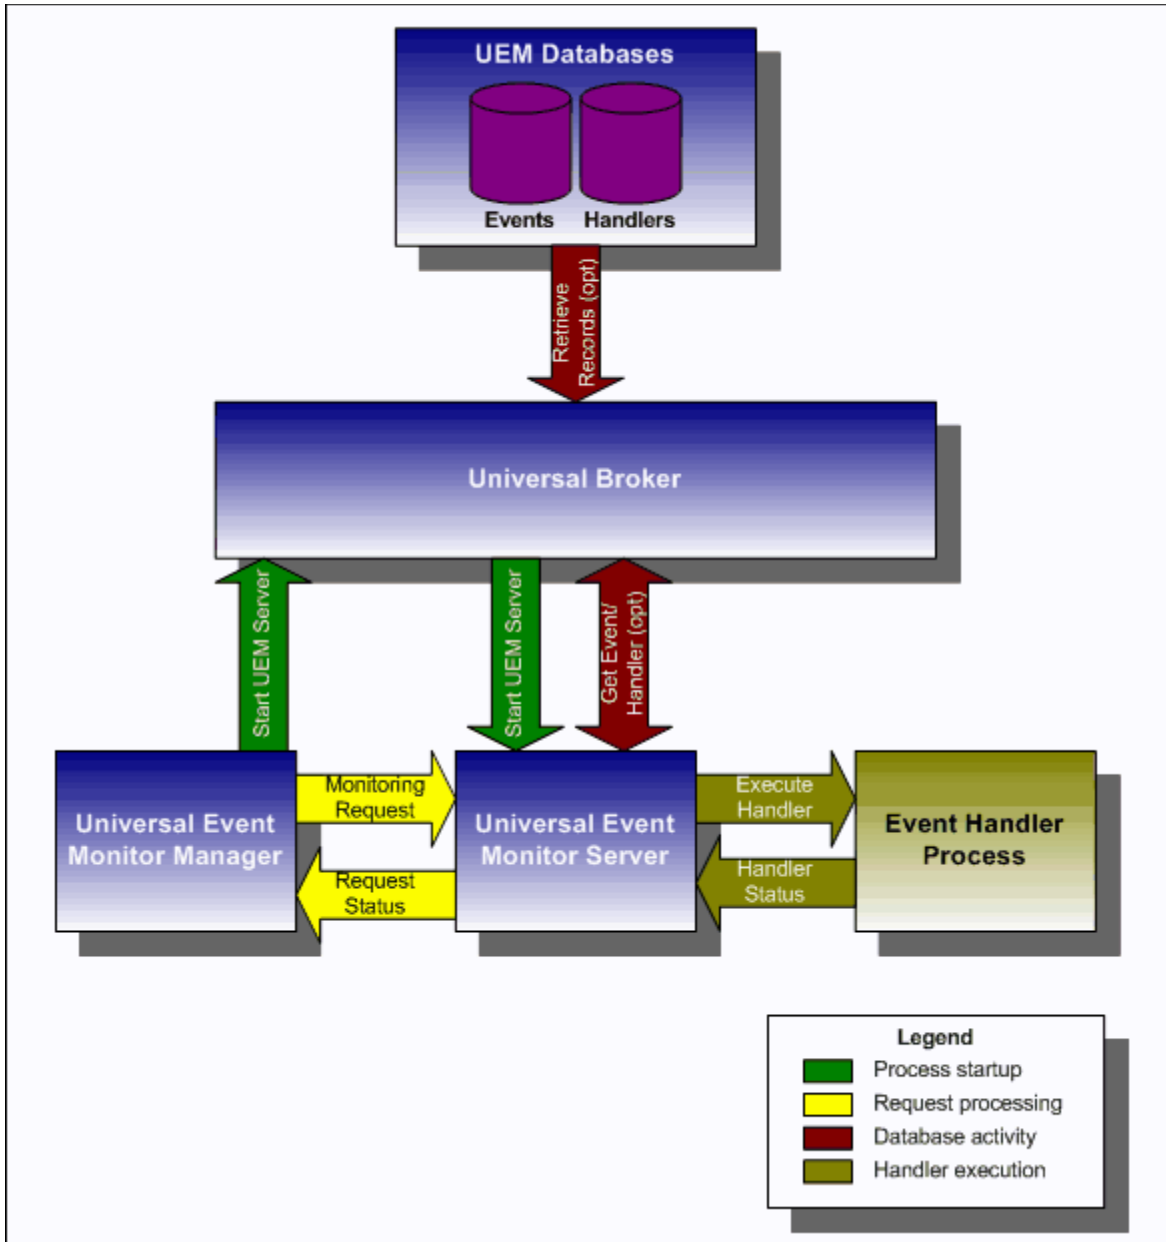 UEM Databases
Events
Handlers
Retrieve
Records (opt)
Universal Broker
Start UEM Server
Start UEM Server
Get Event/
Handler (opt)
Universal Event
Monitor Manager
Monitoring
Request
Request
Status
Universal Event
Monitor Server
Execute
Handler
Handler
Status
Event Handler
Process
Legend
Process startup
Request processing
Database activity
Handler execution